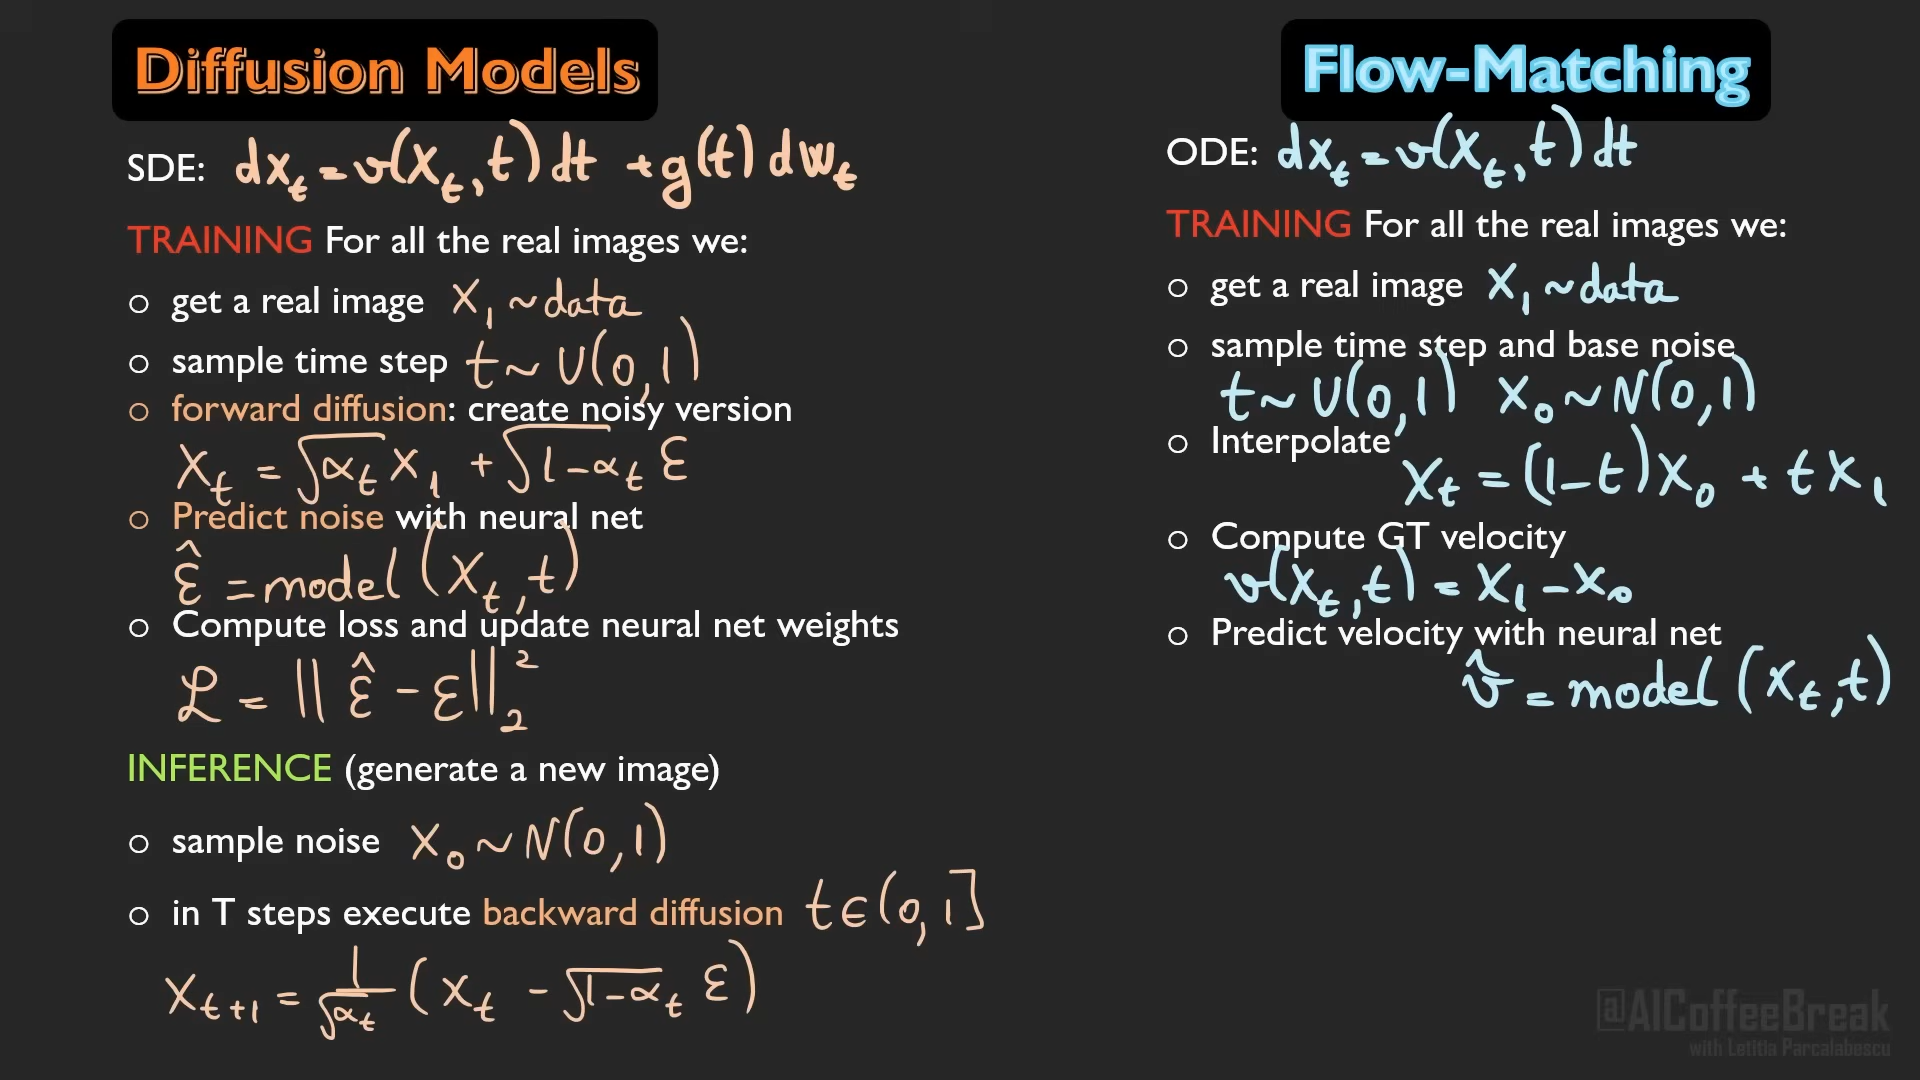 Diffusion Models
SDE: dx_t = v(x_t, t) dt + g(t) dw_t
TRAINING For all the real images we:
○ get a real image x_1 ~ data
○ sample time step t ~ U(0,1)
○ forward diffusion: create noisy version
x_t = √α_t x_1 + √1-α_t ε
○ Predict noise with neural net
ε̂ = model(x_t, t)
○ Compute loss and update neural net weights
ℒ = || ε̂ - ε ||_2^2
INFERENCE (generate a new image)
○ sample noise x_0 ~ N(0,1)
○ in T steps execute backward diffusion t ∈ (0,1]
x_t+1 = 1/√α_t (x_t - √1-α_t ε)
Flow-Matching
ODE: dx_t = v(x_t, t) dt
TRAINING For all the real images we:
○ get a real image x_1 ~ data
○ sample time step and base noise
t ~ U(0,1) x_0 ~ N(0,1)
○ Interpolate
x_t = (1-t) x_0 + t x_1
○ Compute GT velocity
v(x_t, t) = x_1 - x_0
○ Predict velocity with neural net
v̂ = model(x_t, t)
@AICoffeeBreak
with Letitia Parcalabescu